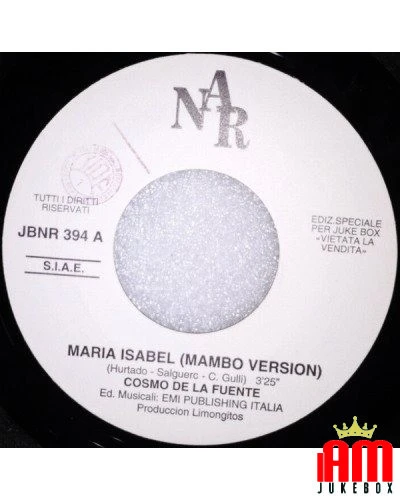 NAR
TUTTI I DIRITTI
RISERVATI
JBNR 394 A
S.I.A.E.
EDIZ.SPECIALE
PER JUKE BOX
«VIETATA LA
VENDITA»
MARIA ISABEL (MAMBO VERSION)
(Hurtado - Salguerc - C. Gulli) 3'25"
COSMO DE LA FUENTE
Ed. Musicali: EMI PUBLISHING ITALIA
Produccion Limongitos
I AM
JUKEBOX